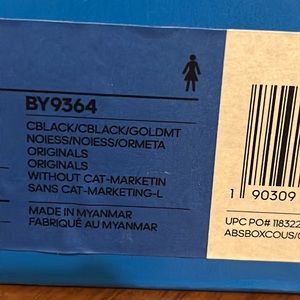 BY9364
CBLACK/CBLACK/GOLDMT
NOIESS/NOIESS/ORMETA
ORIGINALS
ORIGINALS
WITHOUT CAT-MARKETIN
SANS CAT-MARKETING-L
MADE IN MYANMAR
FABRIQUÉ AU MYANMAR
1 90309
UPC PO# 118322
ABSBOXCOUS/